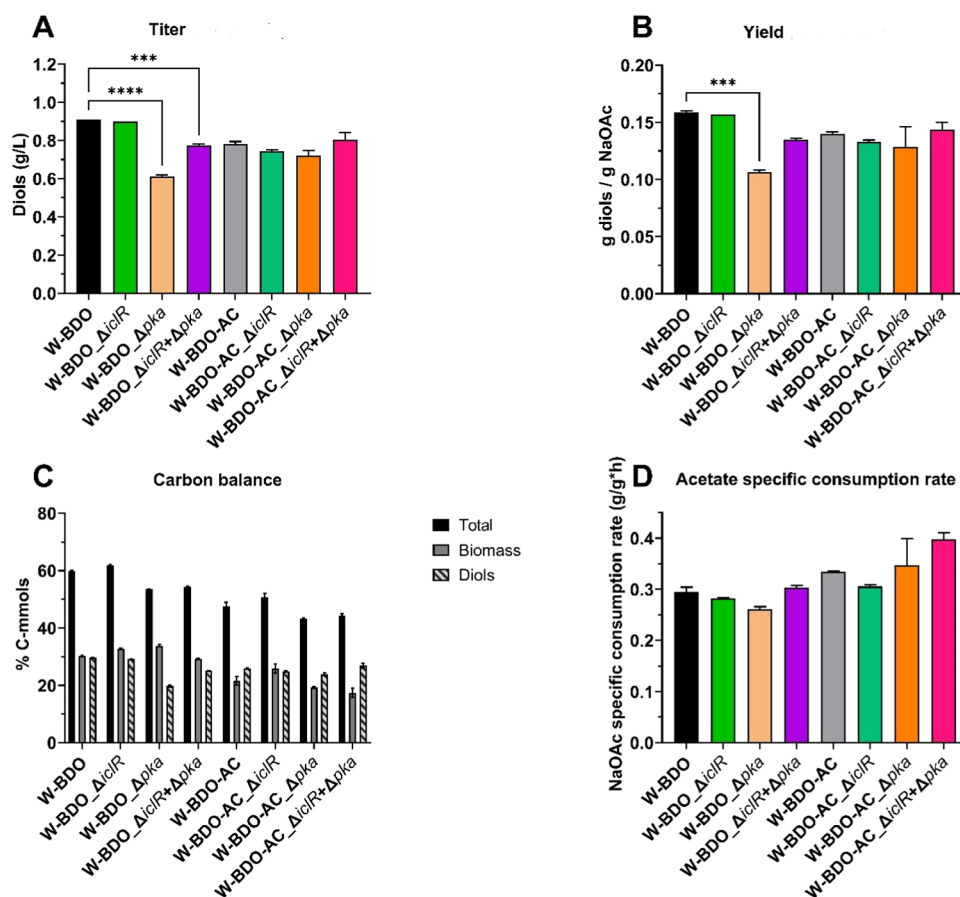 A
Titer
Diols (g/L)
1.2
1.0
0.8
0.6
0.4
0.2
0.0
***
****
W-BDO
W-BDO_ΔiclR
W-BDO_Δpka
W-BDO_ΔiclR+Δpka
W-BDO-AC
W-BDO-AC_ΔiclR
W-BDO-AC_Δpka
W-BDO-AC_ΔiclR+Δpka
B
Yield
g diols / g NaOAc
0.20
0.15
0.10
0.05
0.00
***
W-BDO
W-BDO_ΔiclR
W-BDO_Δpka
W-BDO_ΔiclR+Δpka
W-BDO-AC
W-BDO-AC_ΔiclR
W-BDO-AC_Δpka
W-BDO-AC_ΔiclR+Δpka
C
Carbon balance
% C-mmols
80
60
40
20
0
Total
Biomass
Diols
W-BDO
W-BDO_ΔiclR
W-BDO_Δpka
W-BDO_ΔiclR+Δpka
W-BDO-AC
W-BDO-AC_ΔiclR
W-BDO-AC_Δpka
W-BDO-AC_ΔiclR+Δpka
D
Acetate specific consumption rate
NaOAc specific consumption rate (g/g*h)
0.4
0.3
0.2
0.1
0.0
W-BDO
W-BDO_ΔiclR
W-BDO_Δpka
W-BDO_ΔiclR+Δpka
W-BDO-AC
W-BDO-AC_ΔiclR
W-BDO-AC_Δpka
W-BDO-AC_ΔiclR+Δpka